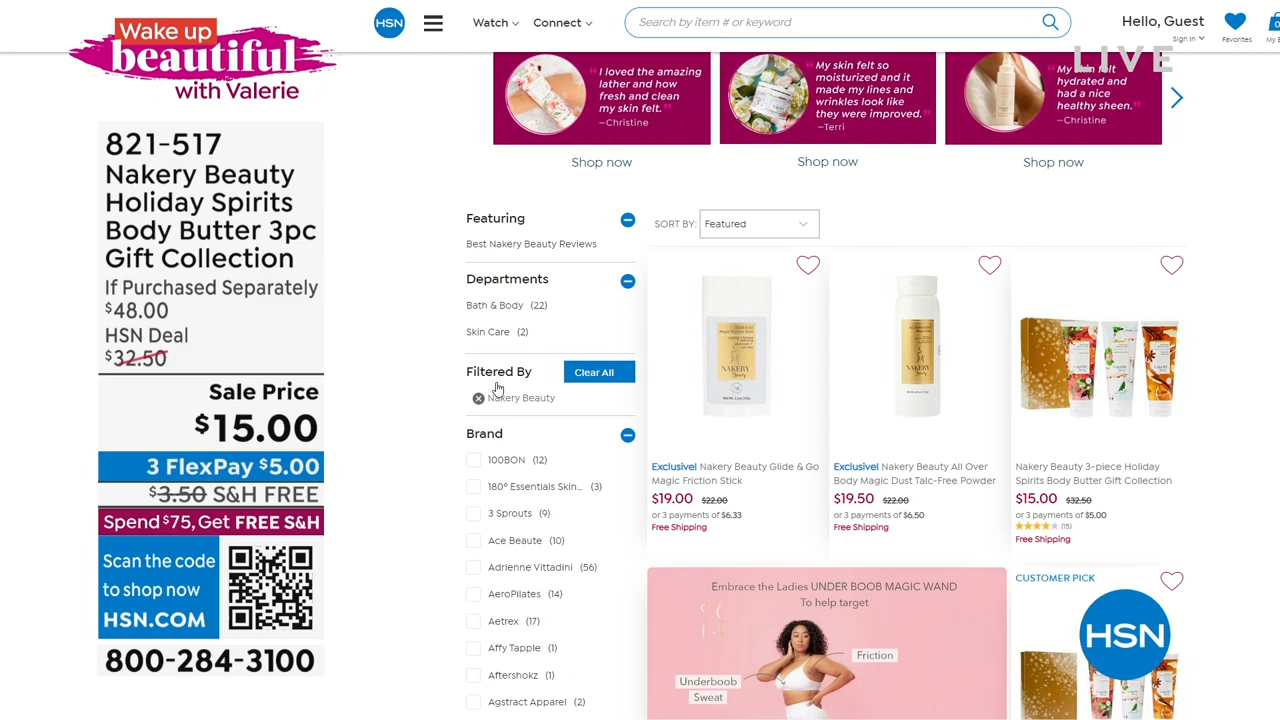 Wake up
beautiful
with Valerie
821-517
Nakery Beauty
Holiday Spirits
Body Butter 3pc
Gift Collection
If Purchased Separately
$48.00
HSN Deal
$32.50
Sale Price
$15.00
3 FlexPay $5.00
$3.50 S&H FREE
Spend $75, Get FREE S&H
Scan the code
to shop now
HSN.COM
800-284-3100
HSN
Watch
Connect
Search by item # or keyword
Hello, Guest
Sign In
Favorites
LIVE
"I loved the amazing
lather and how
fresh and clean
my skin felt."
–Christine
Shop now
"My skin felt so
moisturized and it
made my lines and
wrinkles look like
they were improved."
–Terri
Shop now
"My skin felt
hydrated and
had a nice
healthy sheen."
–Christine
Shop now
Featuring
Best Nakery Beauty Reviews
Departments
Bath & Body (22)
Skin Care (2)
Filtered By
Clear All
Nakery Beauty
Brand
100BON (12)
180° Essentials Skin... (3)
3 Sprouts (9)
Ace Beaute (10)
Adrienne Vittadini (56)
AeroPilates (14)
Aetrex (17)
Affy Tapple (1)
Aftershokz (1)
Agstract Apparel (2)
SORT BY: Featured
NAKERY
Beauty
Exclusive! Nakery Beauty Glide & Go
Magic Friction Stick
$19.00 $22.00
or 3 payments of $6.33
Free Shipping
NAKERY
Beauty
Exclusive! Nakery Beauty All Over
Body Magic Dust Talc-Free Powder
$19.50 $22.00
or 3 payments of $6.50
Free Shipping
Nakery Beauty 3-piece Holiday
Spirits Body Butter Gift Collection
$15.00 $32.50
or 3 payments of $5.00
(15)
Free Shipping
Embrace the Ladies UNDER BOOB MAGIC WAND
To help target
Friction
Underboob
Sweat
CUSTOMER PICK
HSN